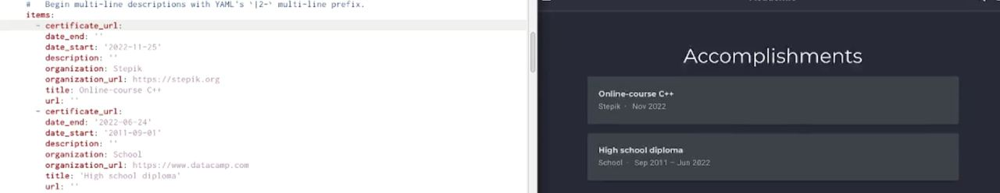 #   Begin multi-line descriptions with YAML's `|2-` multi-line prefix.
items:
- certificate_url:
date_end: ''
date_start: '2022-11-25'
description: ''
organization: Stepik
organization_url: https://stepik.org
title: Online-course C++
url: ''
- certificate_url:
date_end: '2022-06-24'
date_start: '2011-09-01'
description: ''
organization: School
organization_url: https://www.datacamp.com
title: 'High school diploma'
url: ''
Accomplishments
Online-course C++
Stepik · Nov 2022
High school diploma
School · Sep 2011 – Jun 2022